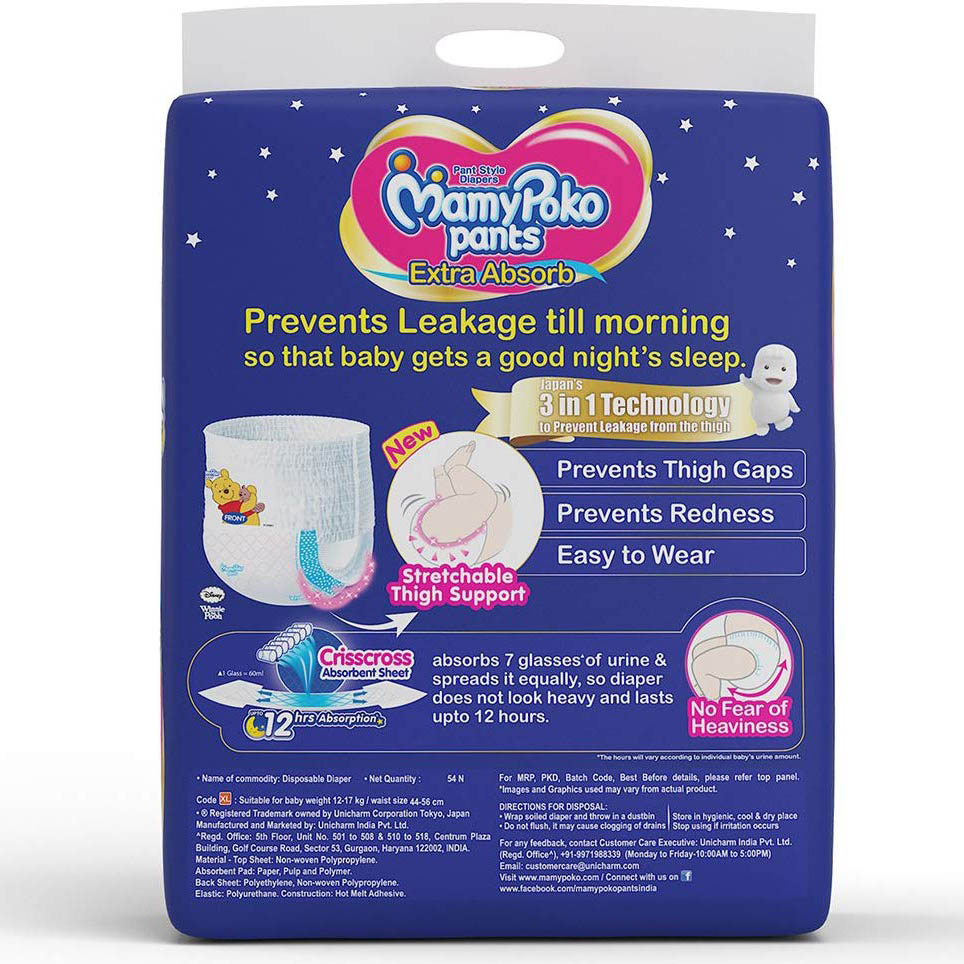 Pant Style
Diapers
MamyPoko
pants
Extra Absorb
Prevents Leakage till morning
so that baby gets a good night's sleep.
Japan's
3 in 1 Technology
to Prevent Leakage from the thigh
New
Prevents Thigh Gaps
Prevents Redness
Easy to Wear
FRONT
Stretchable
Thigh Support
Disney
Winnie
the
Pooh
Crisscross
Absorbent Sheet
▲1 Glass = 60ml
UPTO
12 hrs Absorption*
absorbs 7 glasses▲of urine &
spreads it equally, so diaper
does not look heavy and lasts
upto 12 hours.
No Fear of
Heaviness
*The hours will vary according to individual baby's urine amount.
• Name of commodity: Disposable Diaper • Net Quantity : 54 N
Code XL : Suitable for baby weight 12-17 kg / waist size 44-56 cm
• ® Registered Trademark owned by Unicharm Corporation Tokyo, Japan
Manufactured and Marketed by: Unicharm India Pvt. Ltd.
^Regd. Office: 5th Floor, Unit No. 501 to 508 & 510 to 518, Centrum Plaza
Building, Golf Course Road, Sector 53, Gurgaon, Haryana 122002, INDIA.
Material - Top Sheet: Non-woven Polypropylene.
Absorbent Pad: Paper, Pulp and Polymer.
Back Sheet: Polyethylene, Non-woven Polypropylene.
Elastic: Polyurethane. Construction: Hot Melt Adhesive.
For MRP, PKD, Batch Code, Best Before details, please refer top panel.
*Images and Graphics used may vary from actual product.
DIRECTIONS FOR DISPOSAL:
• Wrap soiled diaper and throw in a dustbin
• Do not flush, it may cause clogging of drains
Store in hygienic, cool & dry place
Stop using if irritation occurs
For any feedback, contact Customer Care Executive: Unicharm India Pvt. Ltd.
(Regd. Office^), +91-9971988339 (Monday to Friday-10:00AM to 5:00PM)
Email: customercare@unicharm.com
Visit www.mamypoko.com / Connect with us on f
www.facebook.com/mamypokopantsindia